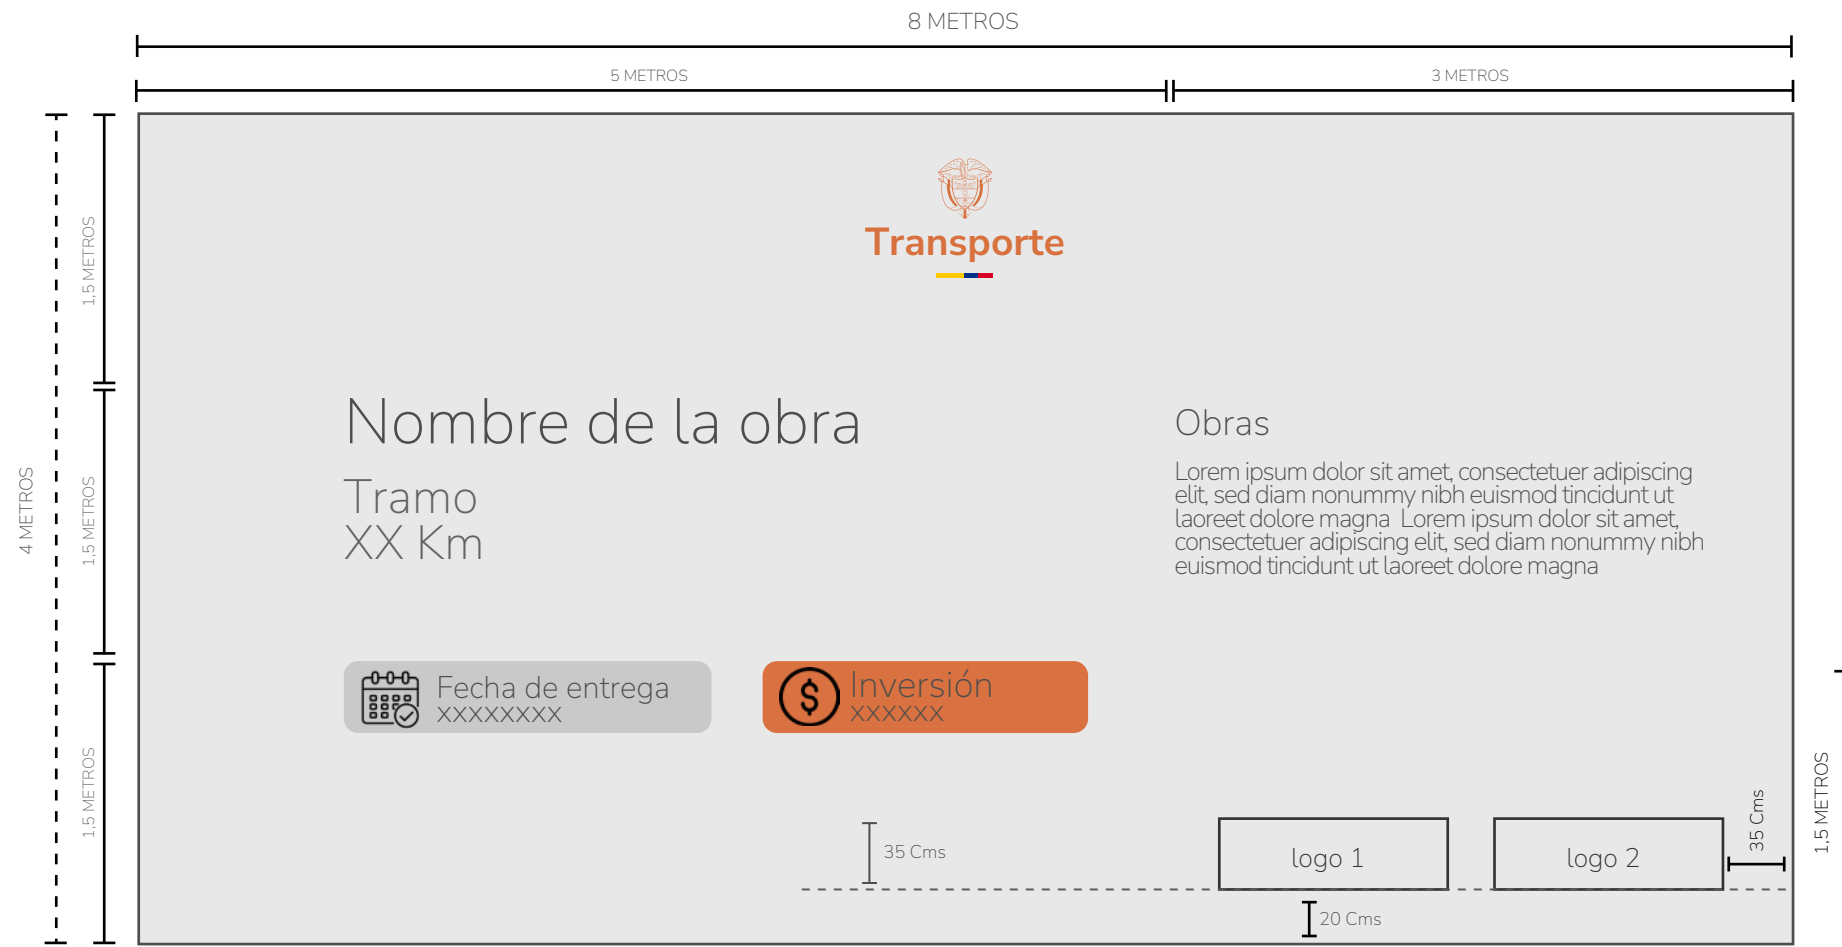 8 METROS
5 METROS
3 METROS
4 METROS
1,5 METROS
1,5 METROS
1,5 METROS
Transporte
Nombre de la obra
Tramo
XX Km
Obras
Lorem ipsum dolor sit amet, consectetuer adipiscing
elit, sed diam nonummy nibh euismod tincidunt ut
laoreet dolore magna Lorem ipsum dolor sit amet,
consectetuer adipiscing elit, sed diam nonummy nibh
euismod tincidunt ut laoreet dolore magna
Fecha de entrega
xxxxxxxx
$ Inversión
xxxxxx
35 Cms
logo 1
logo 2
35 Cms
1,5 METROS
20 Cms